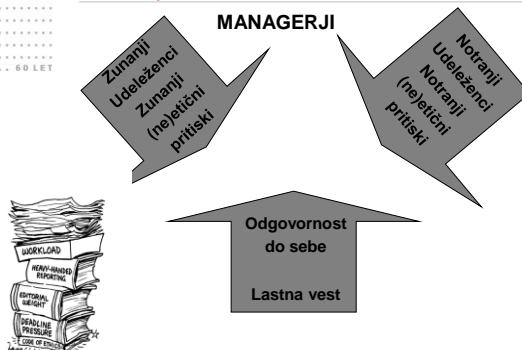 MANAGERJI
.. 60 LET
Zunanji
Udeleženci
Zunanji
(ne)etični
pritiski
Notranji
Udeleženci
Notranji
(ne)etični
pritiski
Odgovornost
do sebe
Lastna vest
WORKLOAD
HEAVY-HANDED
REPORTING
EDITORIAL
WEIGHT
DEADLINE
PRESSURE
CODE OF ETHICS